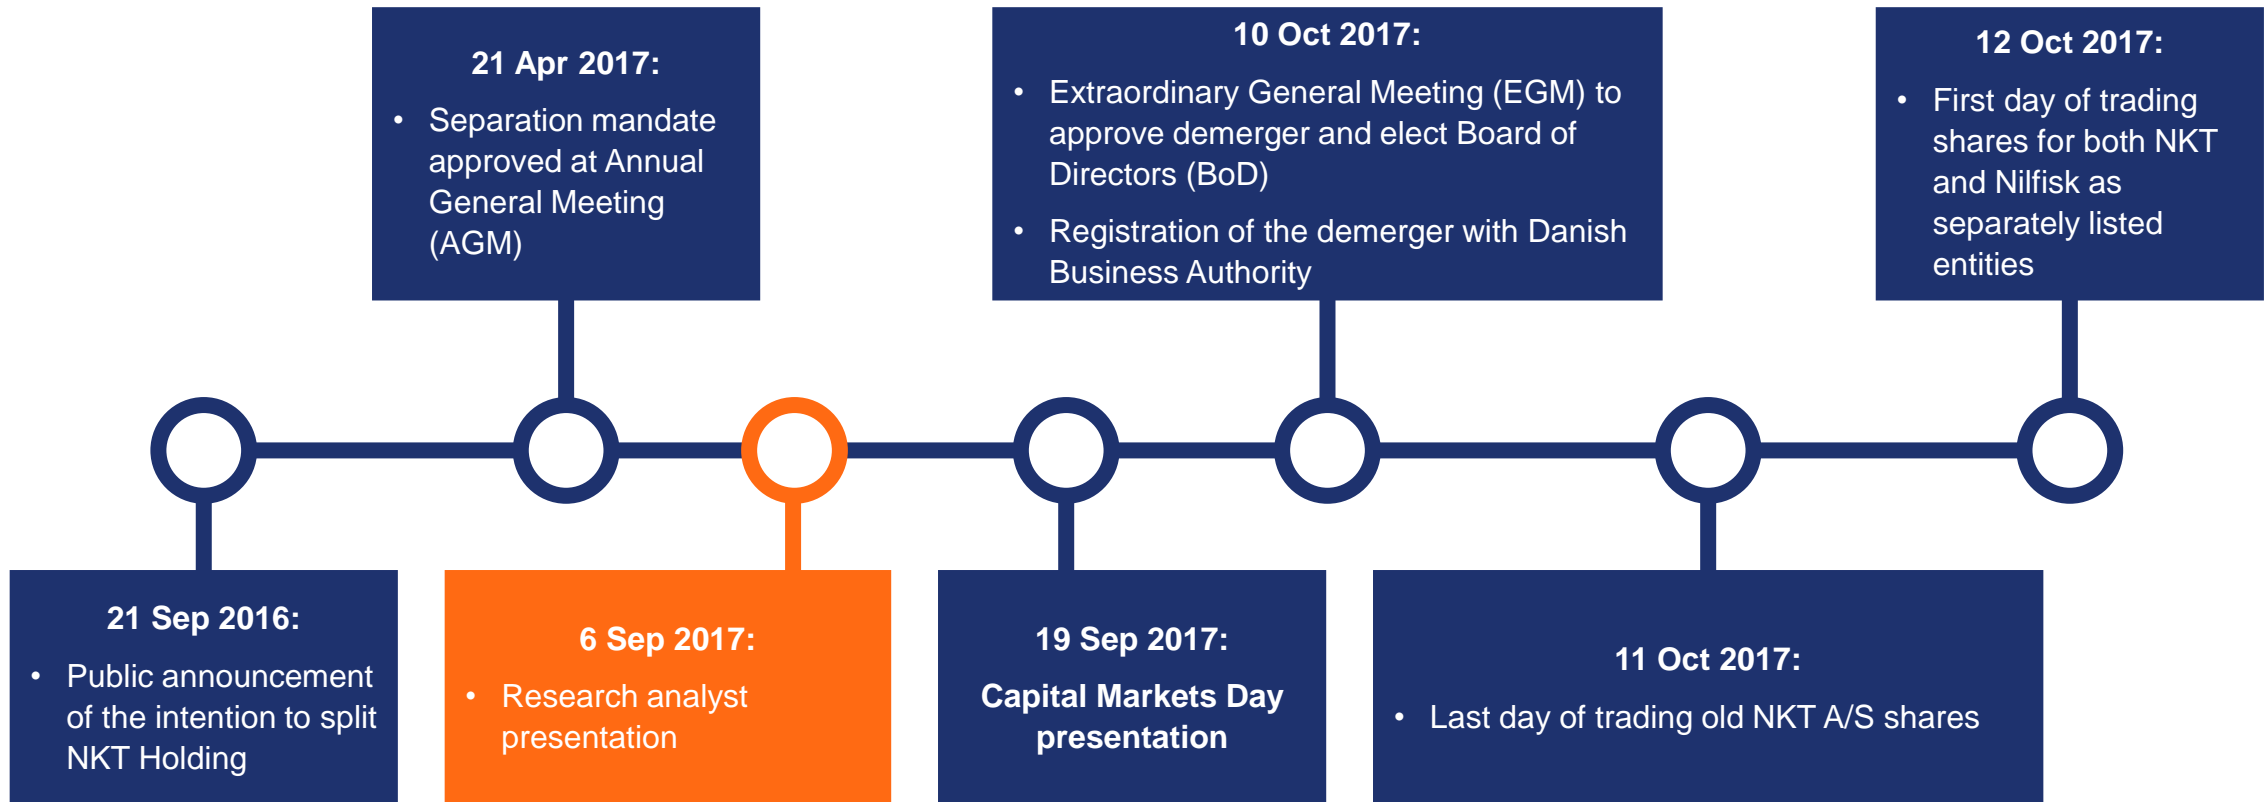 21 Apr 2017:
• Separation mandate
approved at Annual
General Meeting
(AGM)
10 Oct 2017:
• Extraordinary General Meeting (EGM) to
approve demerger and elect Board of
Directors (BoD)
• Registration of the demerger with Danish
Business Authority
12 Oct 2017:
• First day of trading
shares for both NKT
and Nilfisk as
separately listed
entities
21 Sep 2016:
• Public announcement
of the intention to split
NKT Holding
6 Sep 2017:
• Research analyst
presentation
19 Sep 2017:
Capital Markets Day
presentation
11 Oct 2017:
• Last day of trading old NKT A/S shares